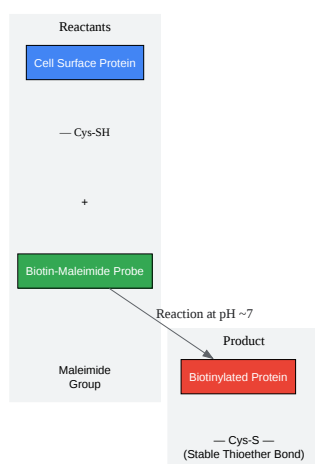 Reactants
Cell Surface Protein
— Cys-SH
+
Biotin-Maleimide Probe
Reaction at pH ~7
Maleimide
Group
Product
Biotinylated Protein
— Cys-S —
(Stable Thioether Bond)